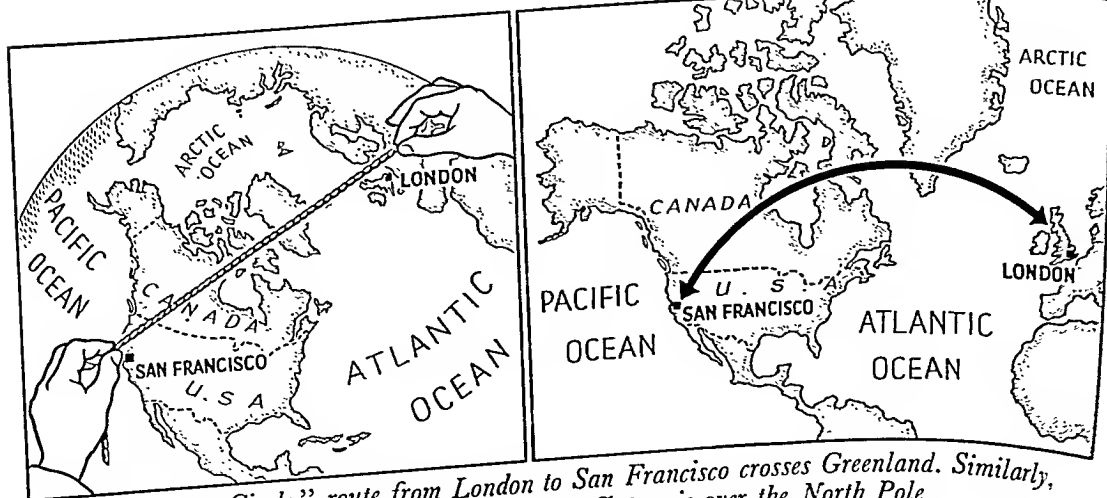 ARCTIC
OCEAN
LONDON
PACIFIC
OCEAN
CANADA
SAN FRANCISCO
U.S A
ATLANTIC
OCEAN
ARCTIC
OCEAN
CANADA
LONDON
U. S. A
SAN FRANCISCO
PACIFIC
OCEAN
ATLANTIC
OCEAN
route from London to San Francisco crosses Greenland. Similarly,
is over the North Pole